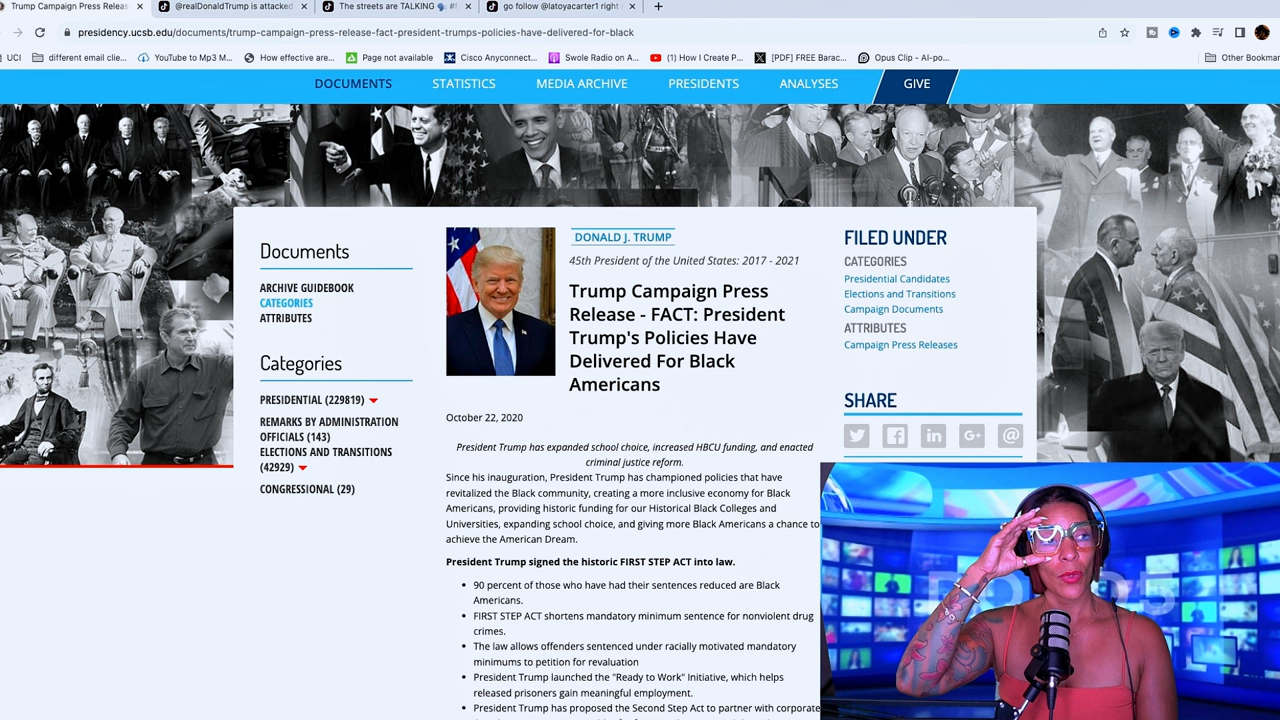 Trump Campaign Press Releas
@realDonaldTrump is attacked
The streets are TALKING 🗣️ #f
go follow @latoyacarter1 right
presidency.ucsb.edu/documents/trump-campaign-press-release-fact-president-trumps-policies-have-delivered-for-black
UCI
different email clie...
YouTube to Mp3 M...
How effective are...
Page not available
Cisco Anyconnect...
Swole Radio on A...
(1) How I Create P...
[PDF] FREE Barac...
Opus Clip - AI-po...
Other Bookmar
DOCUMENTS
STATISTICS
MEDIA ARCHIVE
PRESIDENTS
ANALYSES
GIVE
Documents
ARCHIVE GUIDEBOOK
CATEGORIES
ATTRIBUTES
Categories
PRESIDENTIAL (229819)
REMARKS BY ADMINISTRATION
OFFICIALS (143)
ELECTIONS AND TRANSITIONS
(42929)
CONGRESSIONAL (29)
DONALD J. TRUMP
45th President of the United States: 2017 - 2021
Trump Campaign Press
Release - FACT: President
Trump's Policies Have
Delivered For Black
Americans
October 22, 2020
President Trump has expanded school choice, increased HBCU funding, and enacted
criminal justice reform.
Since his inauguration, President Trump has championed policies that have
revitalized the Black community, creating a more inclusive economy for Black
Americans, providing historic funding for our Historical Black Colleges and
Universities, expanding school choice, and giving more Black Americans a chance to
achieve the American Dream.
President Trump signed the historic FIRST STEP ACT into law.
90 percent of those who have had their sentences reduced are Black
Americans.
FIRST STEP ACT shortens mandatory minimum sentence for nonviolent drug
crimes.
The law allows offenders sentenced under racially motivated mandatory
minimums to petition for revaluation
President Trump launched the "Ready to Work" Initiative, which helps
released prisoners gain meaningful employment.
President Trump has proposed the Second Step Act to partner with corporate
FILED UNDER
CATEGORIES
Presidential Candidates
Elections and Transitions
Campaign Documents
ATTRIBUTES
Campaign Press Releases
SHARE